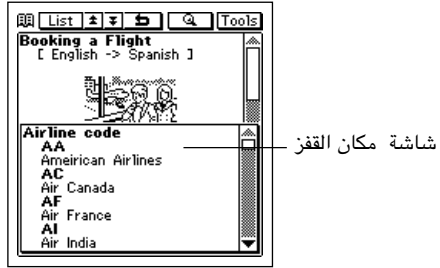 List Tools
Booking a Flight
[ English -> Spanish ]
Airline code
AA
Ameirican Airlines
AC
Air Canada
AF
Air France
AI
Air India
شاشة مكان القفز